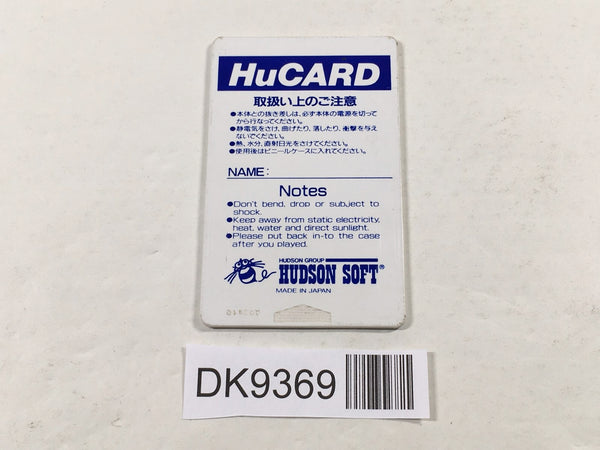 HuCARD
取扱い上のご注意
●本体との抜き差しは、必ず本体の電源を切って
から行なってください。
●静電気をさけ、曲げたり、落したり、衝撃を与え
ないでください。
●熱、水分、直射日光をさけてください。
●使用後はビニールケースに入れてください。
NAME:
Notes
●Don't bend, drop or subject to
shock.
●Keep away from static electricity,
heat, water and direct sunlight.
●Please put back in-to the case
after you played.
HUDSON GROUP
HUDSON SOFT®
MADE IN JAPAN
DK9369